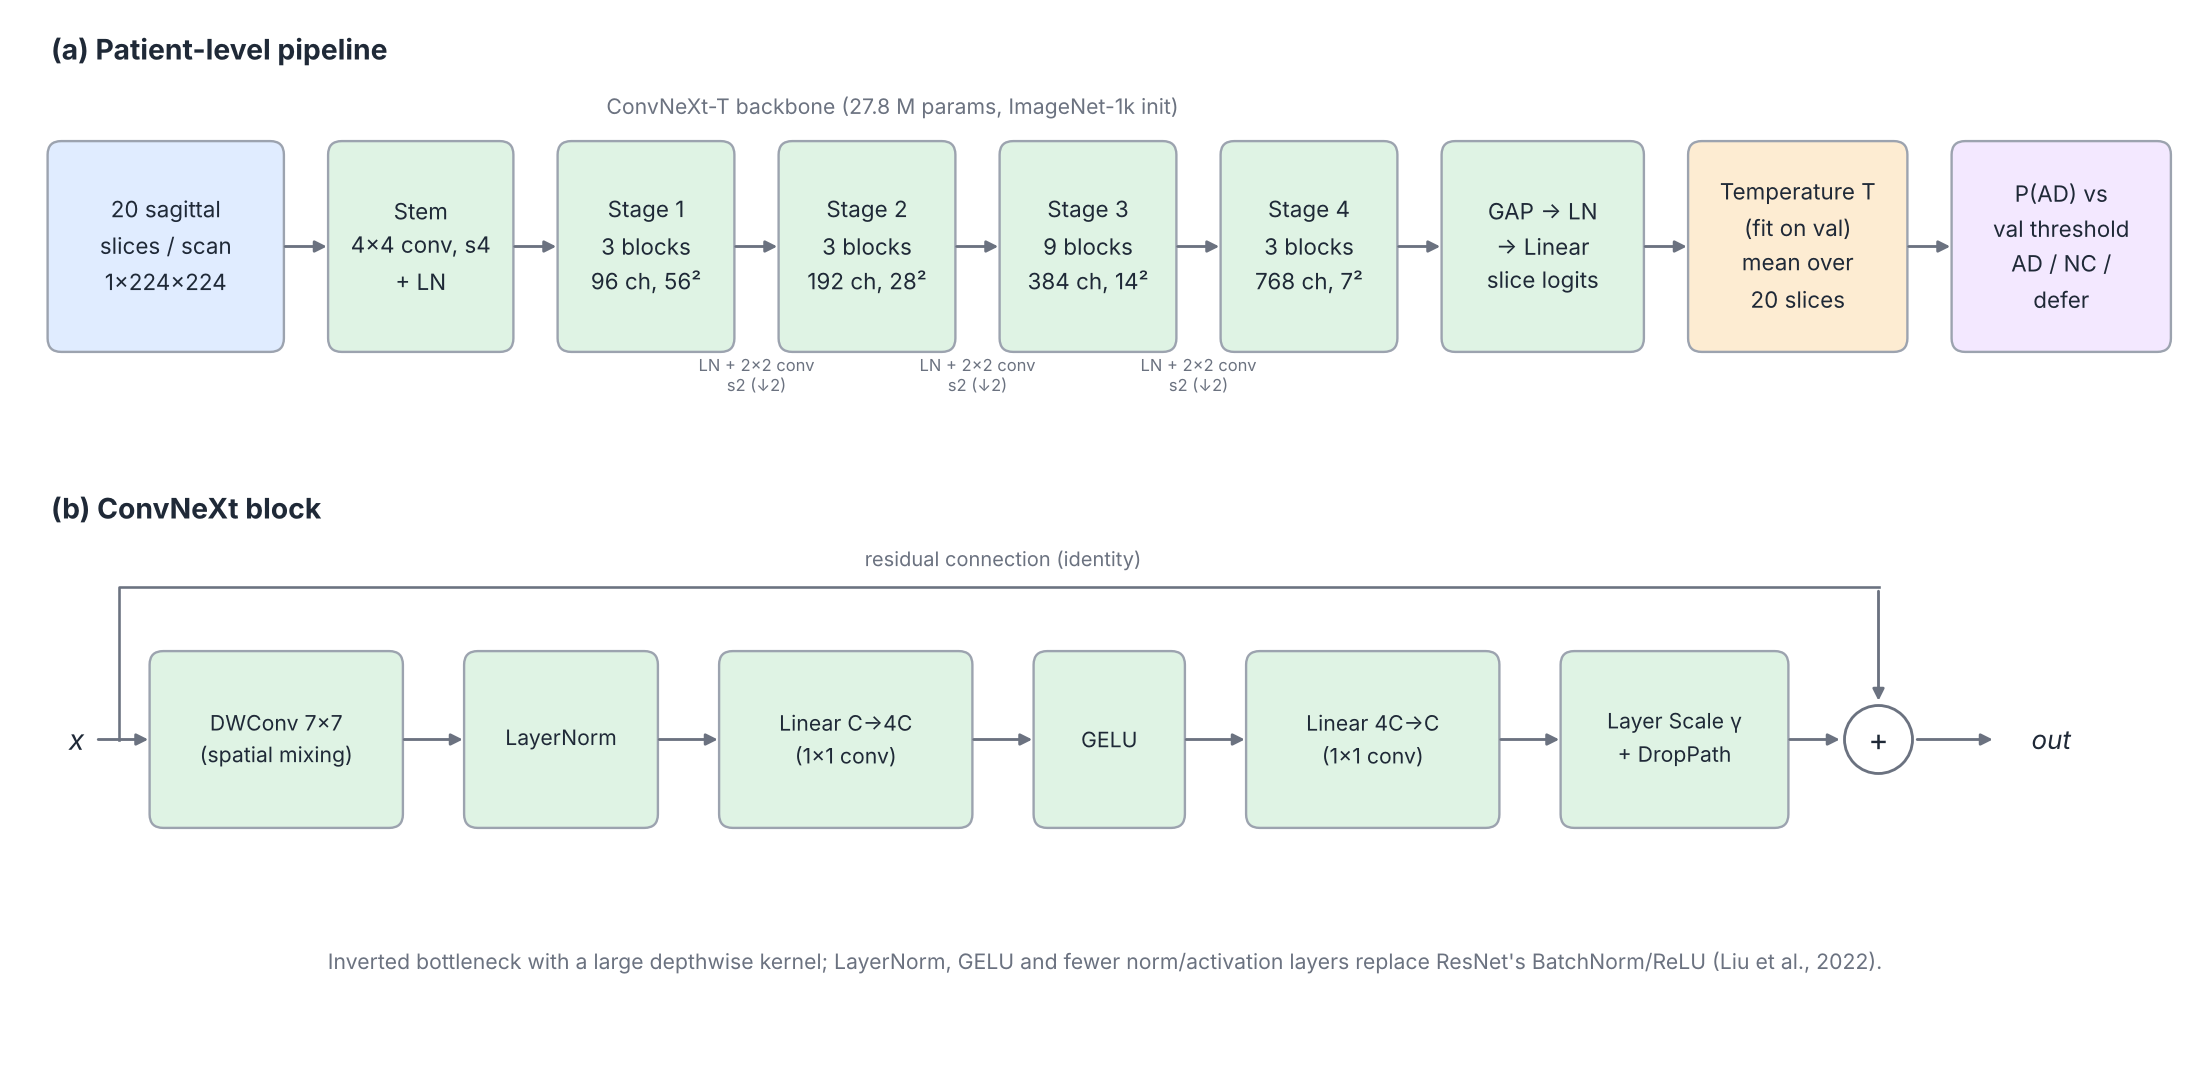 (a) Patient-level pipeline
ConvNeXt-T backbone (27.8 M params, ImageNet-1k init)
20 sagittal
slices / scan
1×224×224
Stem
4×4 conv, s4
+ LN
Stage 1
3 blocks
96 ch, 56²
Stage 2
3 blocks
192 ch, 28²
Stage 3
9 blocks
384 ch, 14²
Stage 4
3 blocks
768 ch, 7²
GAP → LN
→ Linear
slice logits
Temperature T
(fit on val)
mean over
20 slices
P(AD) vs
val threshold
AD / NC /
defer
LN + 2×2 conv
s2 (↓2)
LN + 2×2 conv
s2 (↓2)
LN + 2×2 conv
s2 (↓2)
(b) ConvNeXt block
residual connection (identity)
x
DWConv 7×7
(spatial mixing)
LayerNorm
Linear C→4C
(1×1 conv)
GELU
Linear 4C→C
(1×1 conv)
Layer Scale γ
+ DropPath
+
out
Inverted bottleneck with a large depthwise kernel; LayerNorm, GELU and fewer norm/activation layers replace ResNet's BatchNorm/ReLU (Liu et al., 2022).